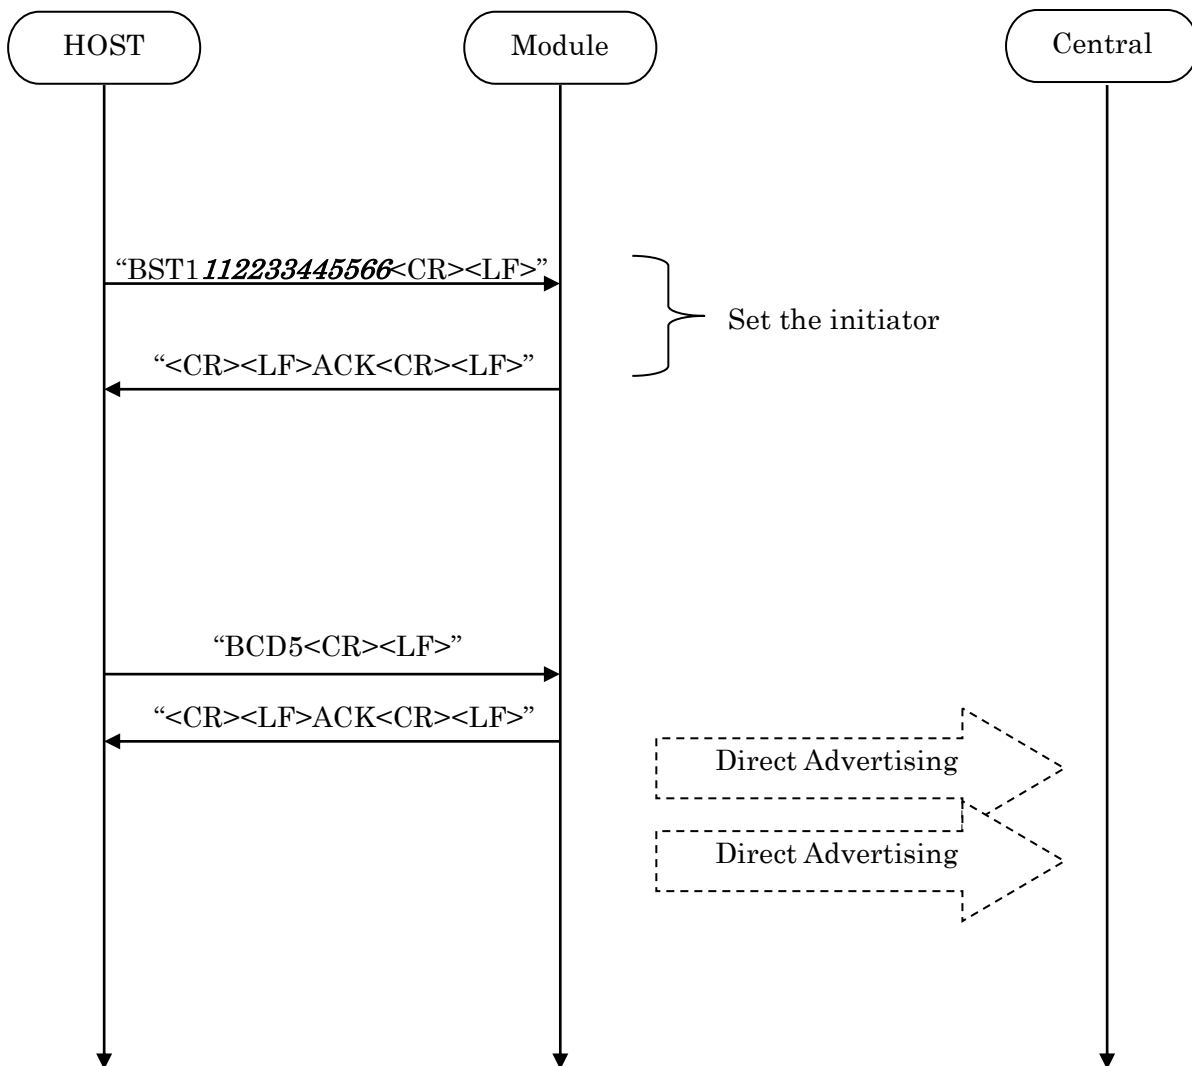 HOST
Module
Central
“BST1112233445566<CR><LF>”
Set the initiator
“<CR><LF>ACK<CR><LF>”
“BCD5<CR><LF>”
“<CR><LF>ACK<CR><LF>”
Direct Advertising
Direct Advertising